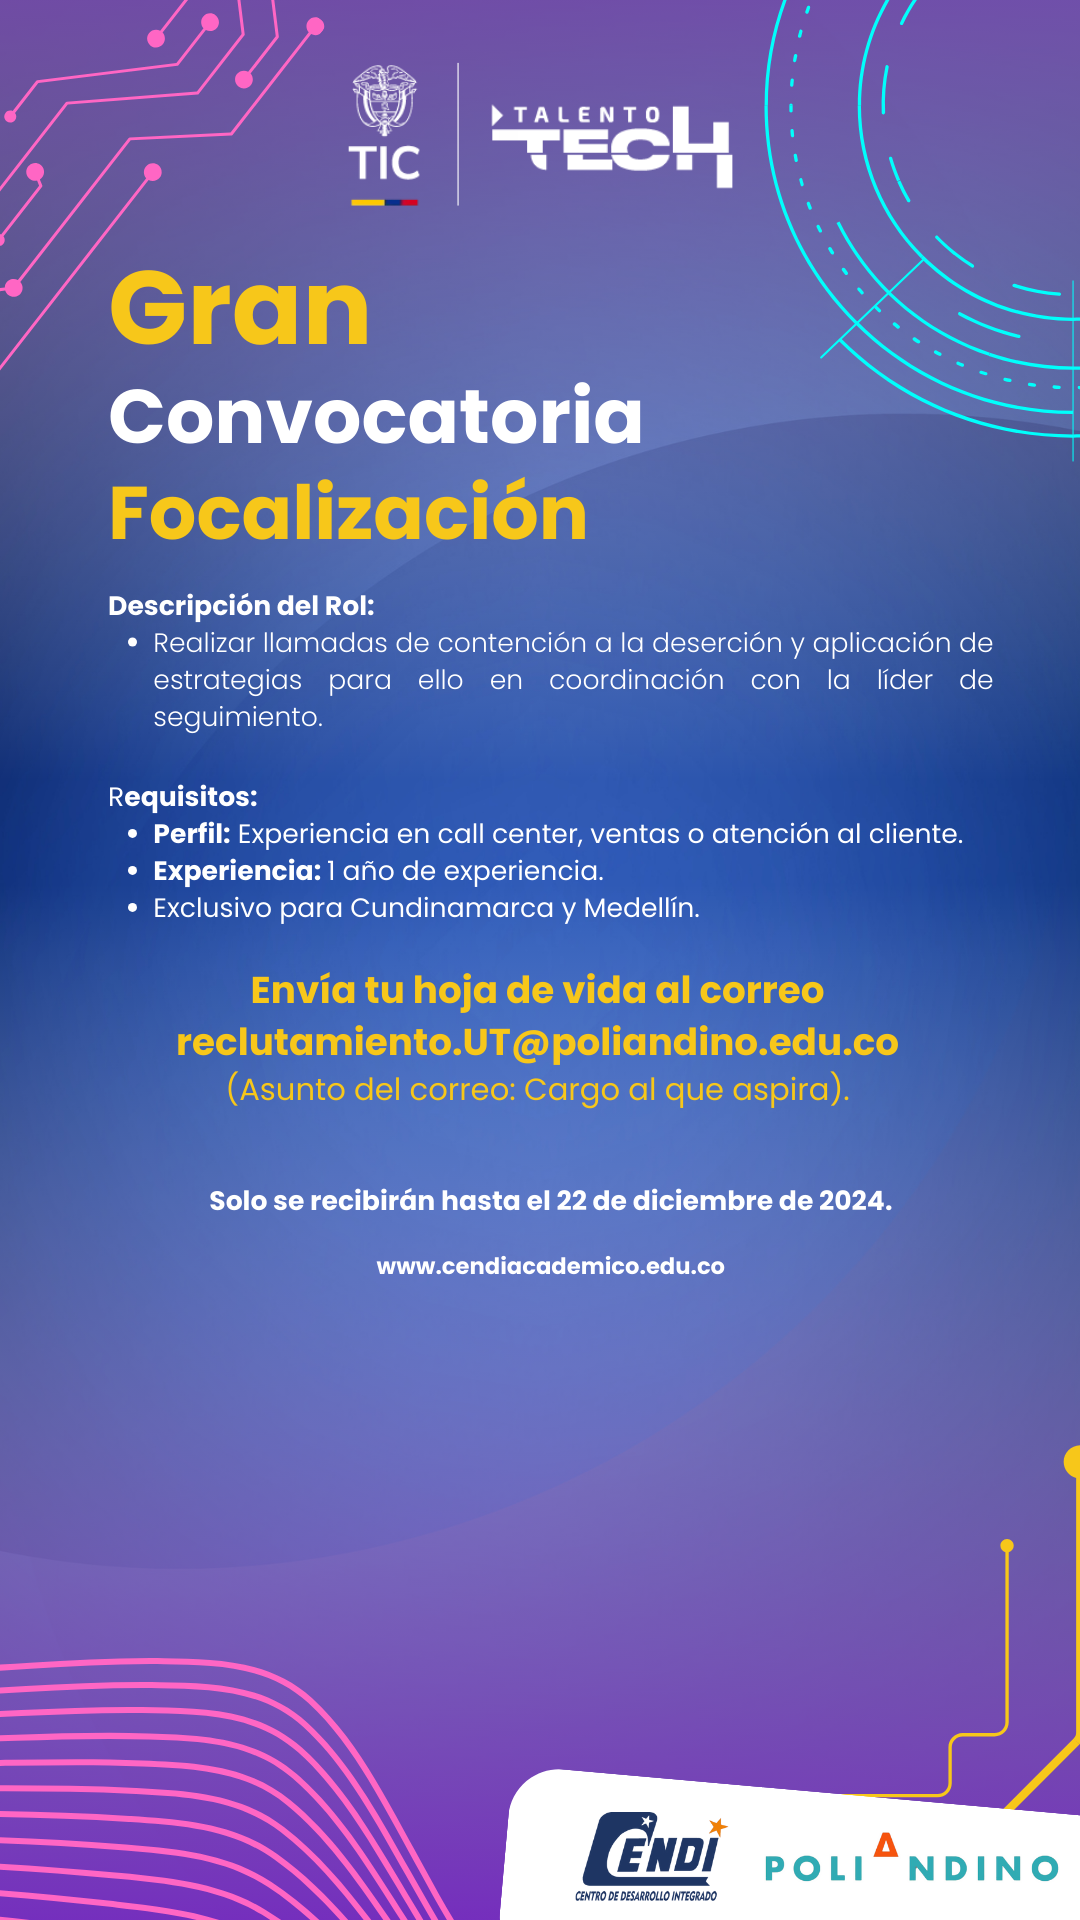 TIC
TALENTO
TECH
Gran
Convocatoria
Focalización
Descripción del Rol:
• Realizar llamadas de contención a la deserción y aplicación de
estrategias para ello en coordinación con la líder de
seguimiento.
Requisitos:
• Perfil: Experiencia en call center, ventas o atención al cliente.
• Experiencia: 1 año de experiencia.
• Exclusivo para Cundinamarca y Medellín.
Envía tu hoja de vida al correo
reclutamiento.UT@poliandino.edu.co
(Asunto del correo: Cargo al que aspira).
Solo se recibirán hasta el 22 de diciembre de 2024.
www.cendiacademico.edu.co
CENDI
CENTRO DE DESARROLLO INTEGRADO
POLIANDINO